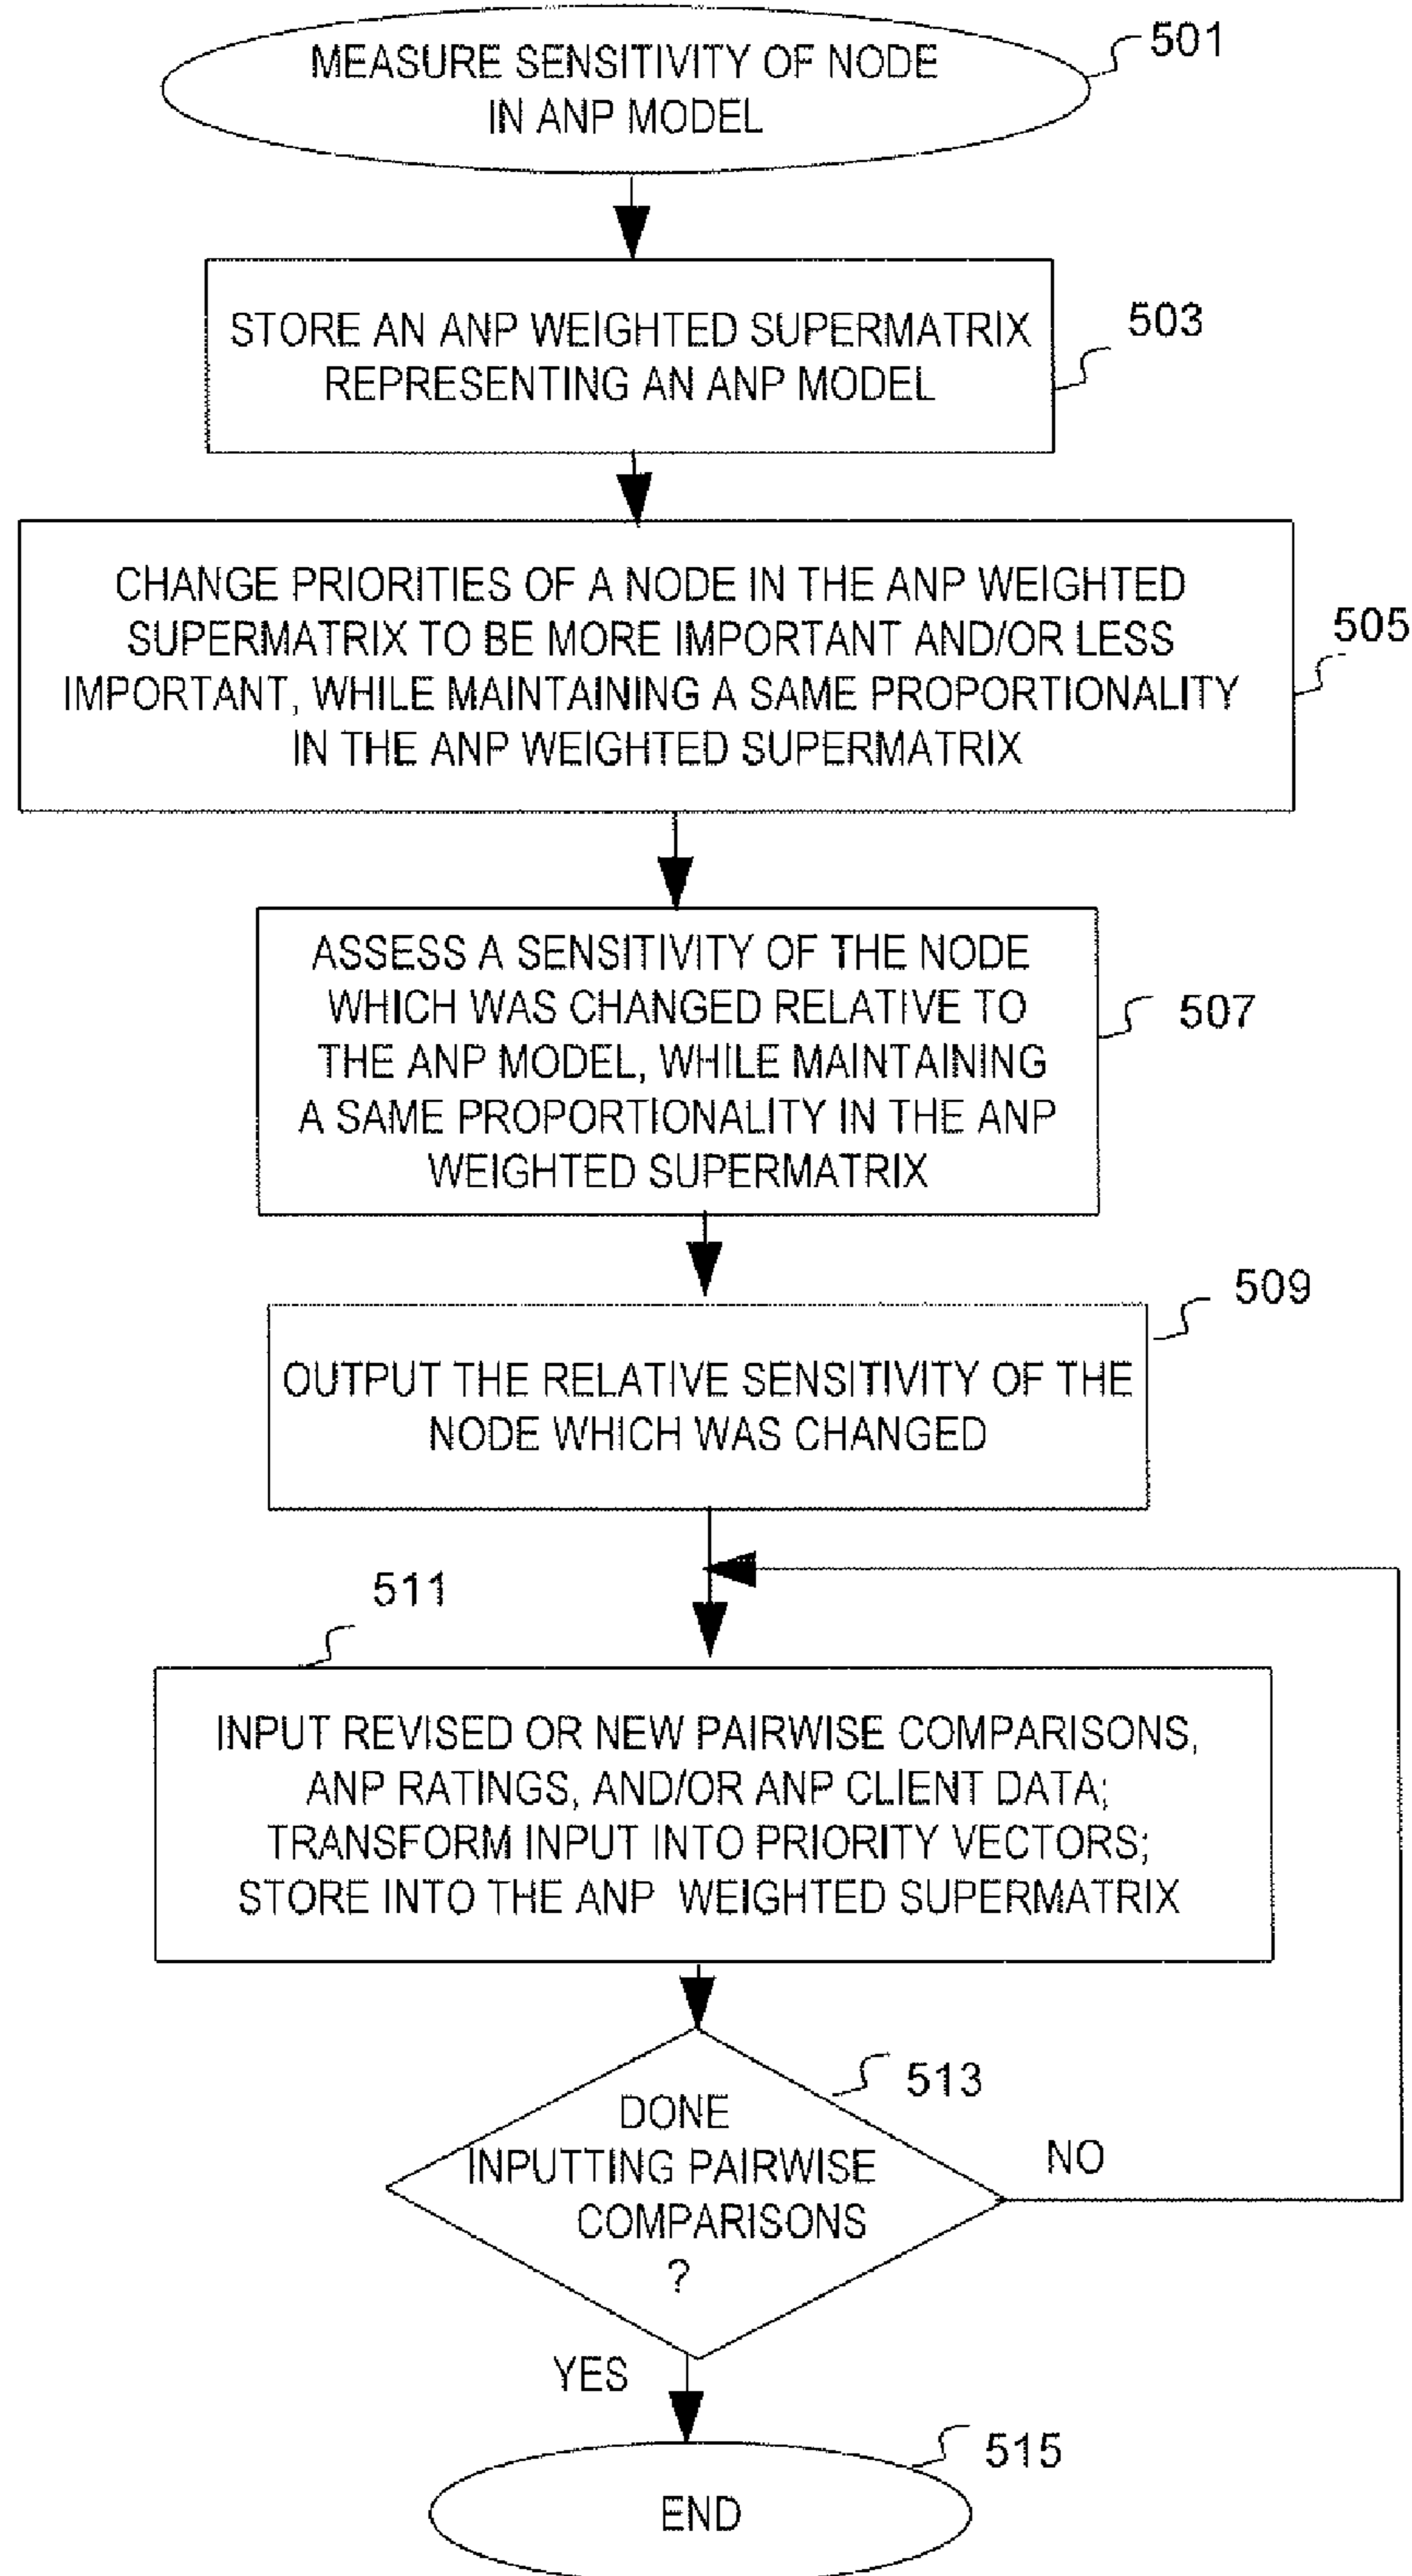 MEASURE SENSITIVITY OF NODE
IN ANP MODEL
501
STORE AN ANP WEIGHTED SUPERMATRIX
REPRESENTING AN ANP MODEL
503
CHANGE PRIORITIES OF A NODE IN THE ANP WEIGHTED
SUPERMATRIX TO BE MORE IMPORTANT AND/OR LESS
IMPORTANT, WHILE MAINTAINING A SAME PROPORTIONALITY
IN THE ANP WEIGHTED SUPERMATRIX
505
ASSESS A SENSITIVITY OF THE NODE
WHICH WAS CHANGED RELATIVE TO
THE ANP MODEL, WHILE MAINTAINING
A SAME PROPORTIONALITY IN THE ANP
WEIGHTED SUPERMATRIX
507
OUTPUT THE RELATIVE SENSITIVITY OF THE
NODE WHICH WAS CHANGED
509
511
INPUT REVISED OR NEW PAIRWISE COMPARISONS,
ANP RATINGS, AND/OR ANP CLIENT DATA;
TRANSFORM INPUT INTO PRIORITY VECTORS;
STORE INTO THE ANP WEIGHTED SUPERMATRIX
DONE
INPUTTING PAIRWISE
COMPARISONS
?
513
NO
YES
END
515